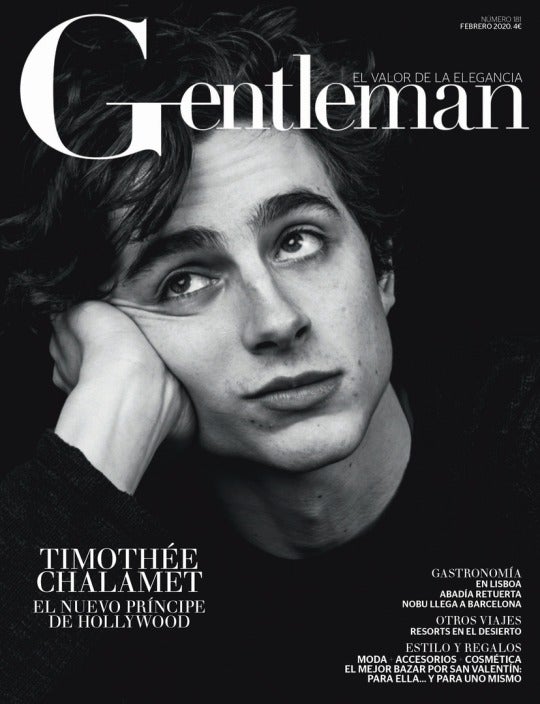 NÚMERO 181
FEBRERO 2020. 4€
EL VALOR DE LA ELEGANCIA
Gentleman
TIMOTHÉE
CHALAMET
EL NUEVO PRÍNCIPE
DE HOLLYWOOD
GASTRONOMÍA
EN LISBOA
ABADÍA RETUERTA
NOBU LLEGA A BARCELONA
OTROS VIAJES
RESORTS EN EL DESIERTO
ESTILO Y REGALOS
MODA · ACCESORIOS · COSMÉTICA
EL MEJOR BAZAR POR SAN VALENTÍN:
PARA ELLA... Y PARA UNO MISMO